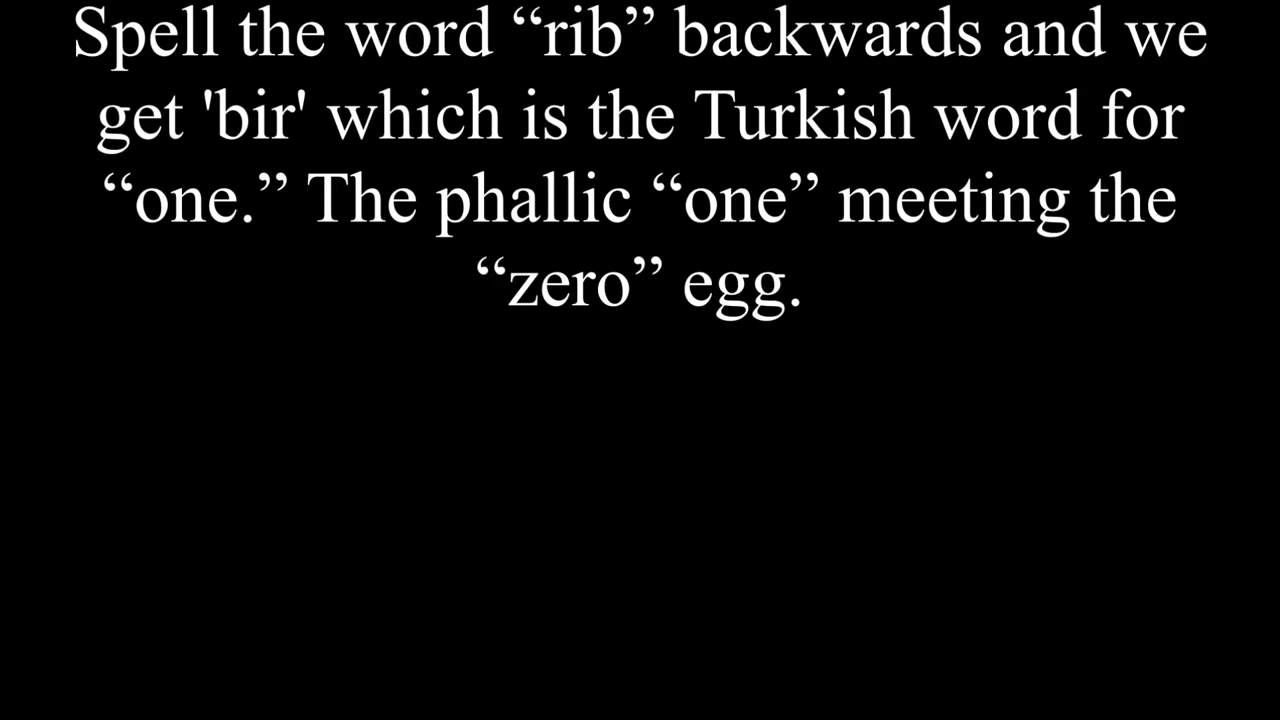 Spell the word “rib” backwards and we
get 'bir' which is the Turkish word for
“one.” The phallic “one” meeting the
“zero” egg.